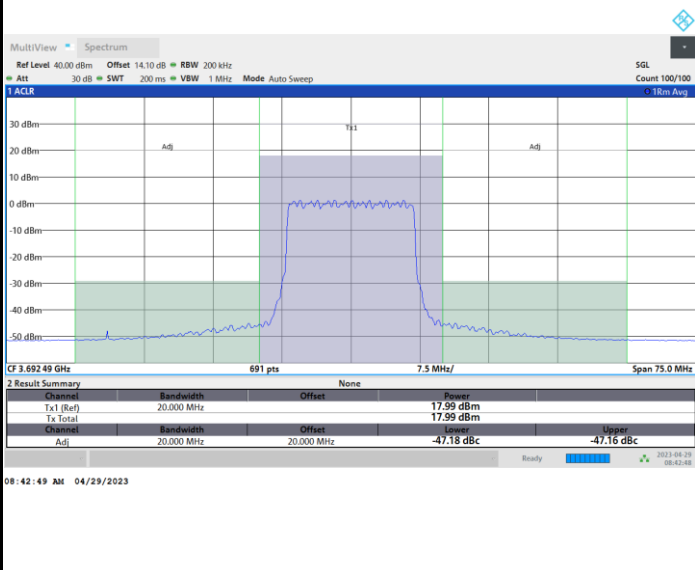 MultiView Spectrum
Ref Level 40.00 dBm Offset 14.10 dB RBW 200 kHz SGL
Att 30 dB SWT 200 ms VBW 1 MHz Mode Auto Sweep Count 100/100
1 ACLR 1Rm Avg
30 dBm
Tx1
Adj Adj
20 dBm
10 dBm
0 dBm
-10 dBm
-20 dBm
-30 dBm
-40 dBm
-50 dBm
CF 3.692 49 GHz 691 pts 7.5 MHz/ Span 75.0 MHz
2 Result Summary None
Channel Bandwidth Offset Power
Tx1 (Ref) 20.000 MHz 17.99 dBm
Tx Total 17.99 dBm
Channel Bandwidth Offset Lower Upper
Adj 20.000 MHz 20.000 MHz -47.18 dBc -47.16 dBc
Ready 2023-04-29
08:42:48
08:42:49 AM 04/29/2023